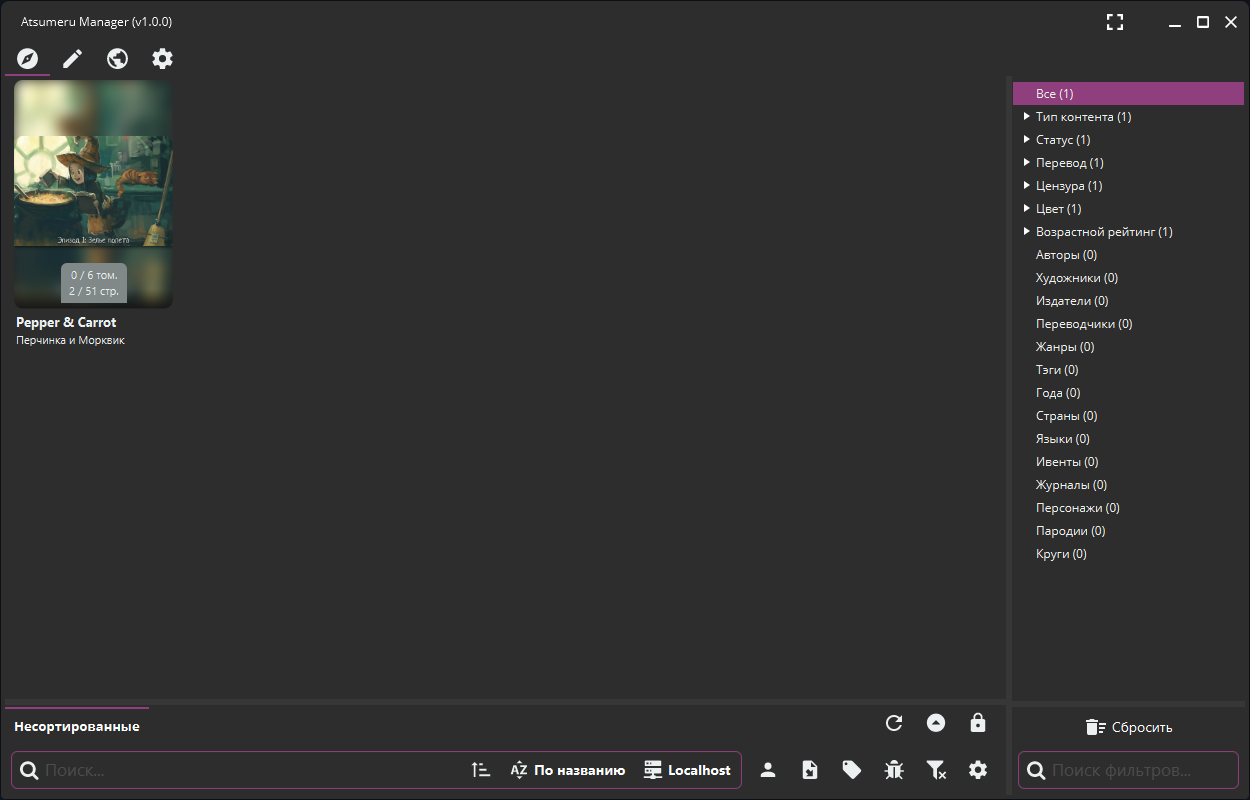 Atsumeru Manager (v1.0.0)
Эпизод 1: Зелье полёта
0 / 6 том.
2 / 51 стр.
Pepper & Carrot
Перчинка и Морквик
Все (1)
Тип контента (1)
Статус (1)
Перевод (1)
Цензура (1)
Цвет (1)
Возрастной рейтинг (1)
Авторы (0)
Художники (0)
Издатели (0)
Переводчики (0)
Жанры (0)
Тэги (0)
Года (0)
Страны (0)
Языки (0)
Ивенты (0)
Журналы (0)
Персонажи (0)
Пародии (0)
Круги (0)
Несортированные
Сбросить
Поиск...
AZ По названию
Localhost
Поиск фильтров...